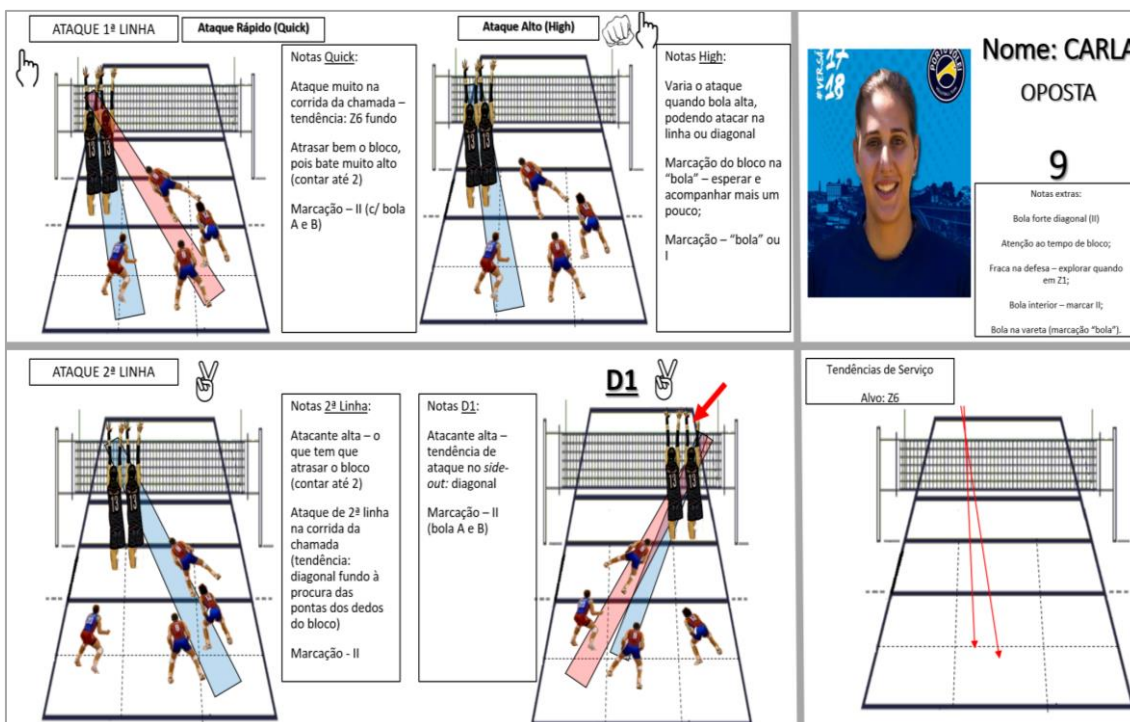 ATAQUE 1ª LINHA
Ataque Rápido (Quick)
Notas Quick:
Ataque muito na
corrida da chamada –
tendência: Z6 fundo
Atrasar bem o bloco,
pois bate muito alto
(contar até 2)
Marcação – II (c/ bola
A e B)
Ataque Alto (High)
Notas High:
Varia o ataque
quando bola alta,
podendo atacar na
linha ou diagonal
Marcação do bloco na
“bola” – esperar e
acompanhar mais um
pouco;
Marcação – “bola” ou
I
17
18
Nome: CARLA
OPOSTA
9
Notas extras:
Bola forte diagonal (II)
Atenção ao tempo de bloco;
Fraca na defesa – explorar quando
em Z1;
Bola interior – marcar II;
Bola na vareta (marcação “bola”).
ATAQUE 2ª LINHA
Notas 2ª Linha:
Atacante alta – o
que tem que
atrasar o bloco
(contar até 2)
Ataque de 2ª linha
na corrida da
chamada
(tendência:
diagonal fundo à
procura das
pontas dos dedos
do bloco)
Marcação - II
D1
Notas D1:
Atacante alta –
tendência de
ataque no side-
out: diagonal
Marcação – II
(bola A e B)
Tendências de Serviço
Alvo: Z6